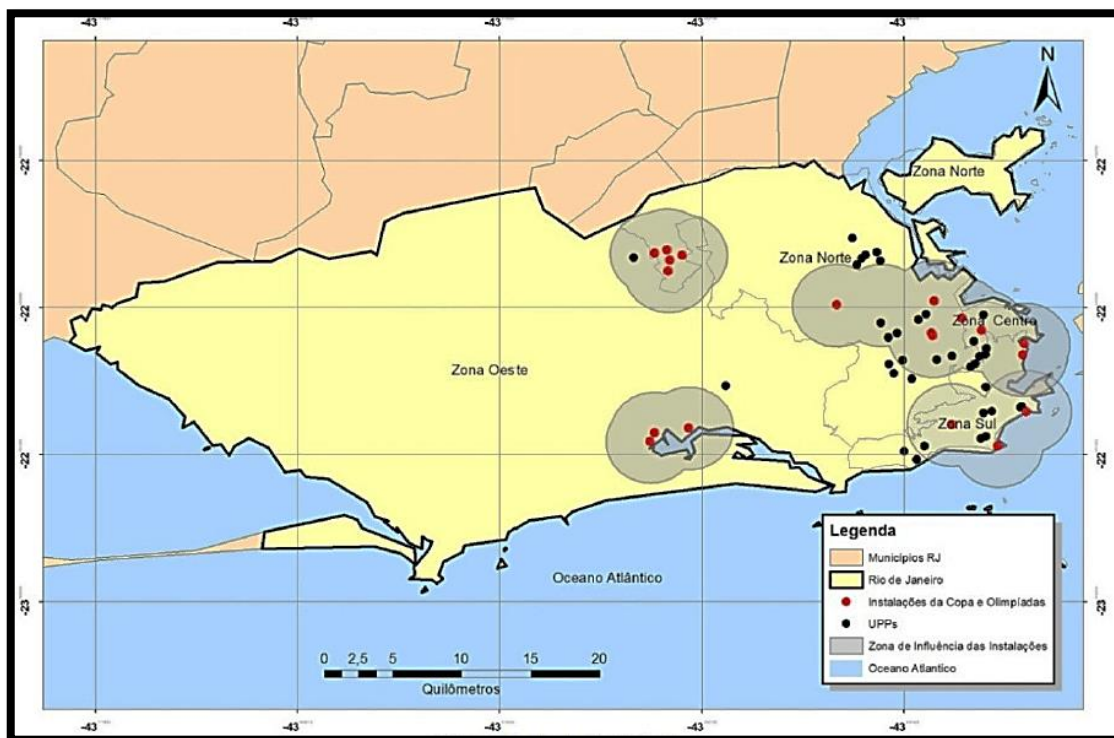 -43
-43
-43
-43
-43
N
-22
-22
Zona Norte
Zona Norte
-22
-22
Zona Centro
Zona Oeste
Zona Sul
-22
-22
Oceano Atlântico
-23
-23
0 2,5 5 10 15 20
Quilômetros
Legenda
Municípios RJ
Rio de Janeiro
Instalações da Copa e Olimpíadas
UPPs
Zona de Influência das Instalações
Oceano Atlantico
-43
-43
-43
-43
-43